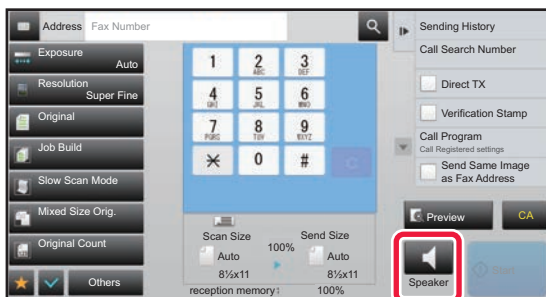 Address Fax Number
Exposure
Auto
Resolution
Super Fine
Original
Job Build
Slow Scan Mode
Mixed Size Orig.
Original Count
Others
1
2
ABC
3
DEF
4
GHI
5
JKL
6
MNO
7
PQRS
8
TUV
9
WXYZ
0
#
C
Scan Size
100%
Send Size
Auto
Auto
8½x11
8½x11
reception memory:
100%
Sending History
Call Search Number
Direct TX
Verification Stamp
Call Program
Call Registered settings
Send Same Image
as Fax Address
Preview
CA
Speaker
Start